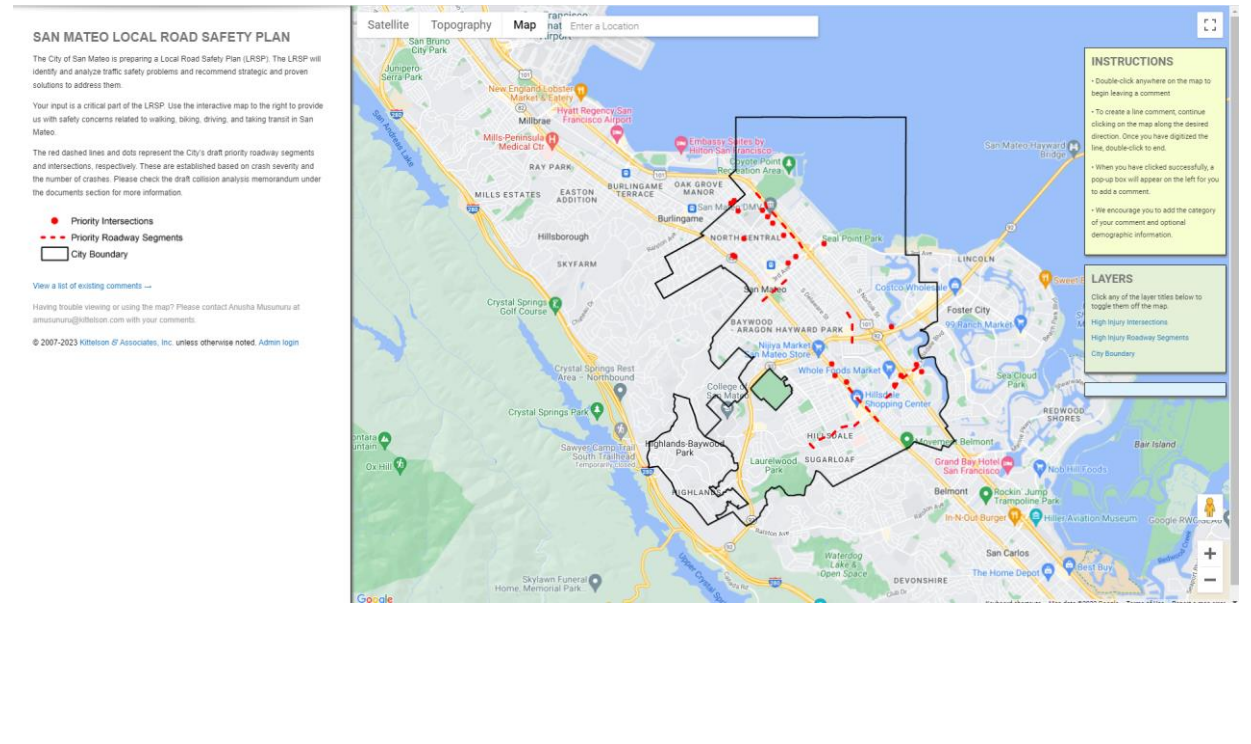 SAN MATEO LOCAL ROAD SAFETY PLAN
The City of San Mateo is preparing a Local Road Safety Plan (LRSP). The LRSP will
identify and analyze traffic safety problems and recommend strategic and proven
solutions to address them.
Your input is a critical part of the LRSP. Use the interactive map to the right to provide
us with safety concerns related to walking, biking, driving, and taking transit in San
Mateo.
The red dashed lines and dots represent the City's draft priority roadway segments
and intersections, respectively. These are established based on crash severity and
the number of crashes. Please check the draft collision analysis memorandum under
the documents section for more information.
Priority Intersections
Priority Roadway Segments
City Boundary
View a list of existing comments →
Having trouble viewing or using the map? Please contact Anusha Musunuru at
amusunuru@kittelson.com with your comments.
© 2007-2023 Kittelson & Associates, Inc. unless otherwise noted. Admin login
Satellite Topography Map Enter a Location
San Bruno
City Park
Junipero-
Serra Park
New England Lobster
Market & Eatery
Hyatt Regency San
Francisco Airport
Millbrae
Mills-Peninsula
Medical Ctr
San Andreas Lake
Embassy Suites by
Hilton San Francisco
Coyote Point
Recreation Area
San Mateo-Hayward
Bridge
RAY PARK
MILLS ESTATES
EASTON
ADDITION
BURLINGAME
TERRACE
OAK GROVE
MANOR
San Mateo DMV
Burlingame
Hillsborough
NORTH CENTRAL
Seal Point Park
SKYFARM
LINCOLN
San Mateo
3rd Ave
Costco Wholesale
Crystal Springs
Golf Course
Foster City
99 Ranch Market
BAYWOOD
- ARAGON
HAYWARD PARK
Nijiya Market -
San Mateo Store
Whole Foods Market
Crystal Springs Rest
Area - Northbound
College of
San Mateo
Hillsdale
Shopping Center
Sea Cloud
Park
Crystal Springs Park
REDWOOD
SHORES
Sawyer Camp Trail
South Trailhead
Temporarily closed
Highlands-Baywood
Park
HILLSDALE
Movement Belmont
Bair Island
Ox Hill
Laurelwood
Park
SUGARLOAF
Grand Bay Hotel
San Francisco
Nob Hill Foods
HIGHLANDS
Belmont
Rockin' Jump
Trampoline Park
In-N-Out Burger
Hiller Aviation Museum
Ralston Ave
Waterdog
Lake &
Open Space
San Carlos
The Home Depot
Best Buy
DEVONSHIRE
Skylawn Funeral
Home, Memorial Park
Google
INSTRUCTIONS
• Double-click anywhere on the map to
begin leaving a comment
• To create a line comment, continue
clicking on the map along the desired
direction. Once you have digitized the
line, double-click to end.
• When you have clicked successfully, a
pop-up box will appear on the left for you
to add a comment.
• We encourage you to add the category
of your comment and optional
demographic information.
LAYERS
Click any of the layer titles below to
toggle them off the map.
High Injury Intersections
High Injury Roadway Segments
City Boundary